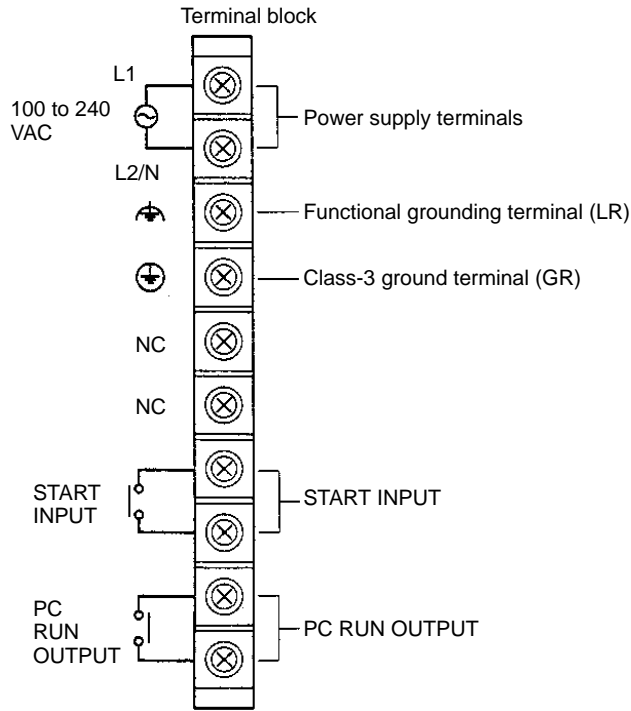 Terminal block
L1
100 to 240
VAC
Power supply terminals
L2/N
Functional grounding terminal (LR)
Class-3 ground terminal (GR)
NC
NC
START
INPUT
START INPUT
PC
RUN
OUTPUT
PC RUN OUTPUT